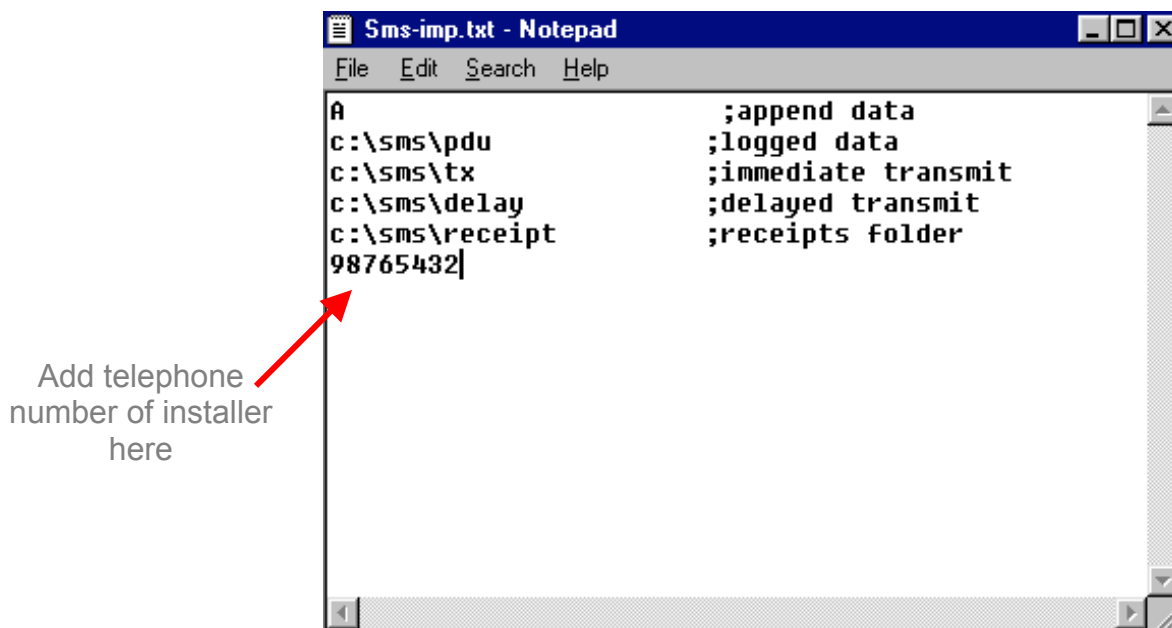 Sms-imp.txt - Notepad
File Edit Search Help
A ;append data
c:\sms\pdu ;logged data
c:\sms\tx ;immediate transmit
c:\sms\delay ;delayed transmit
c:\sms\receipt ;receipts folder
98765432
Add telephone
number of installer
here